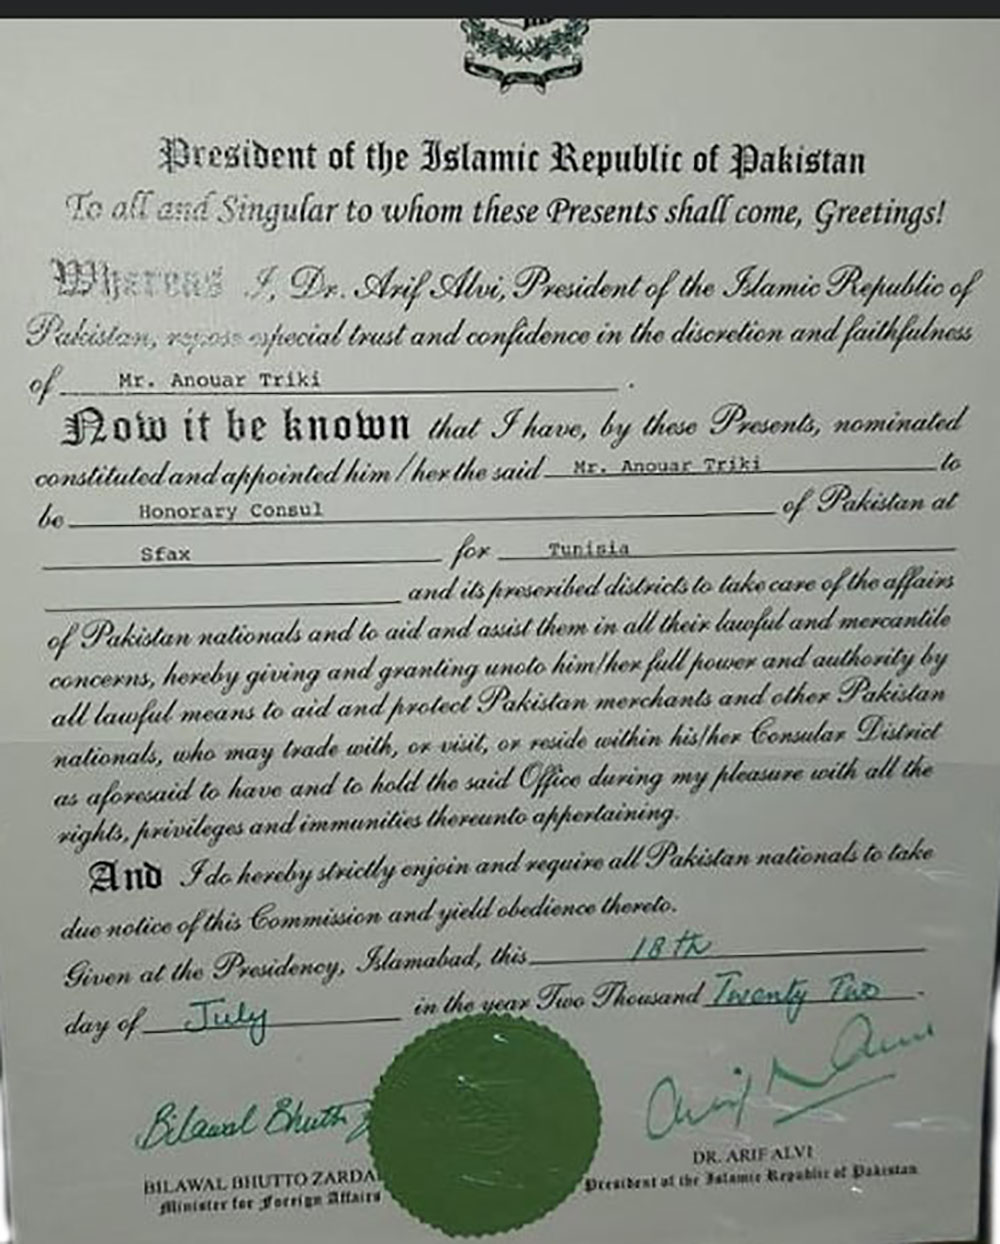 President of the Islamic Republic of Pakistan
To all and Singular to whom these Presents shall come, Greetings!
Whereas I, Dr. Arif Alvi, President of the Islamic Republic of
Pakistan, repose especial trust and confidence in the discretion and faithfulness
of Mr. Anouar Triki .
Now it be known that I have, by these Presents, nominated
constituted and appointed him/her the said Mr. Anouar Triki to
be Honorary Consul of Pakistan at
Sfax for Tunisia
and its prescribed districts to take care of the affairs
of Pakistan nationals and to aid and assist them in all their lawful and mercantile
concerns, hereby giving and granting unoto him/her full power and authority by
all lawful means to aid and protect Pakistan merchants and other Pakistan
nationals, who may trade with, or visit, or reside within his/her Consular District
as aforesaid to have and to hold the said Office during my pleasure with all the
rights, privileges and immunities thereunto appertaining.
And I do hereby strictly enjoin and require all Pakistan nationals to take
due notice of this Commission and yield obedience thereto.
Given at the Presidency, Islamabad, this 18th
day of July in the year Two Thousand Twenty Two .
Bilawal Bhutto Z
BILAWAL BHUTTO ZARDA
Minister for Foreign Affairs
DR. ARIF ALVI
President of the Islamic Republic of Pakistan